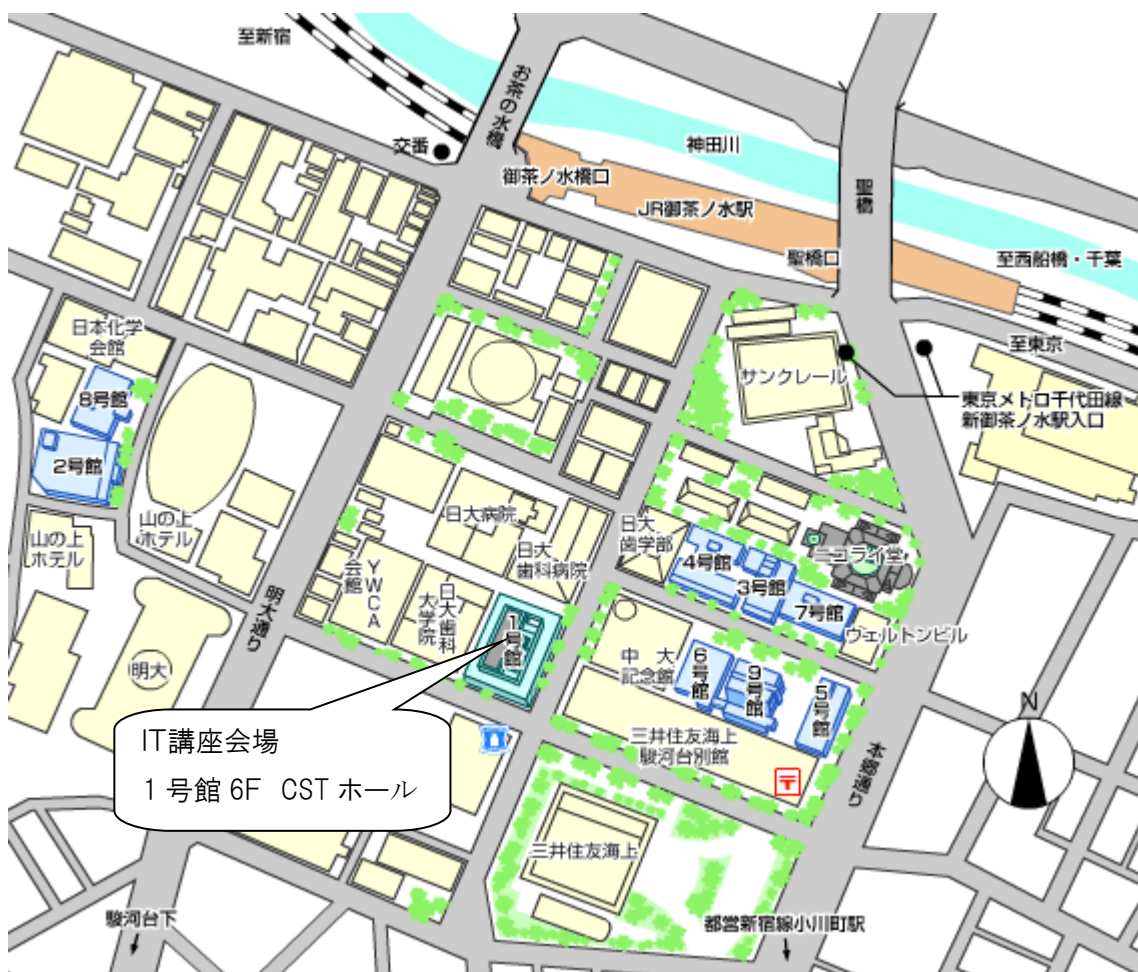 至新宿
お茶の水橋
交番
神田川
御茶ノ水橋口
JR御茶ノ水駅
聖橋
聖橋口
至西船橋・千葉
至東京
日本化学
会館
8号館
2号館
サンクレール
東京メトロ千代田線
新御茶ノ水駅入口
山の上
ホテル
山の上
ホテル
日大病院
日大
歯科病院
日大
歯学部
4号館
3号館
7号館
ニコライ堂
ヴェルトンビル
YWCA
会館
日大歯科
大学院
1号館
明大通り
明大
中大
記念館
6号館
9号館
5号館
三井住友海上
駿河台別館
〒
本郷通り
N
IT講座会場
1号館 6F CST ホール
三井住友海上
駿河台下
都営新宿線小川町駅